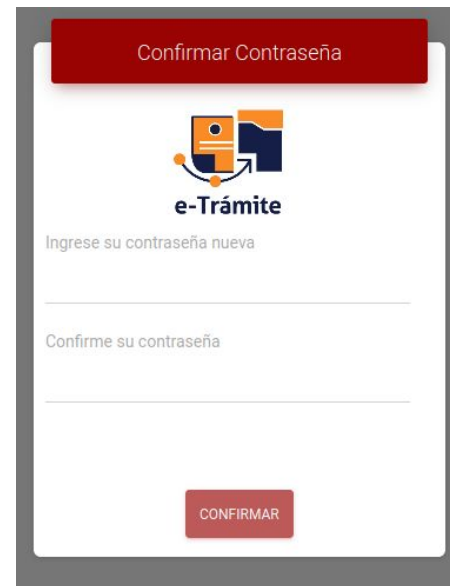 Confirmar Contraseña
e-Trámite
Ingrese su contraseña nueva
Confirme su contraseña
CONFIRMAR